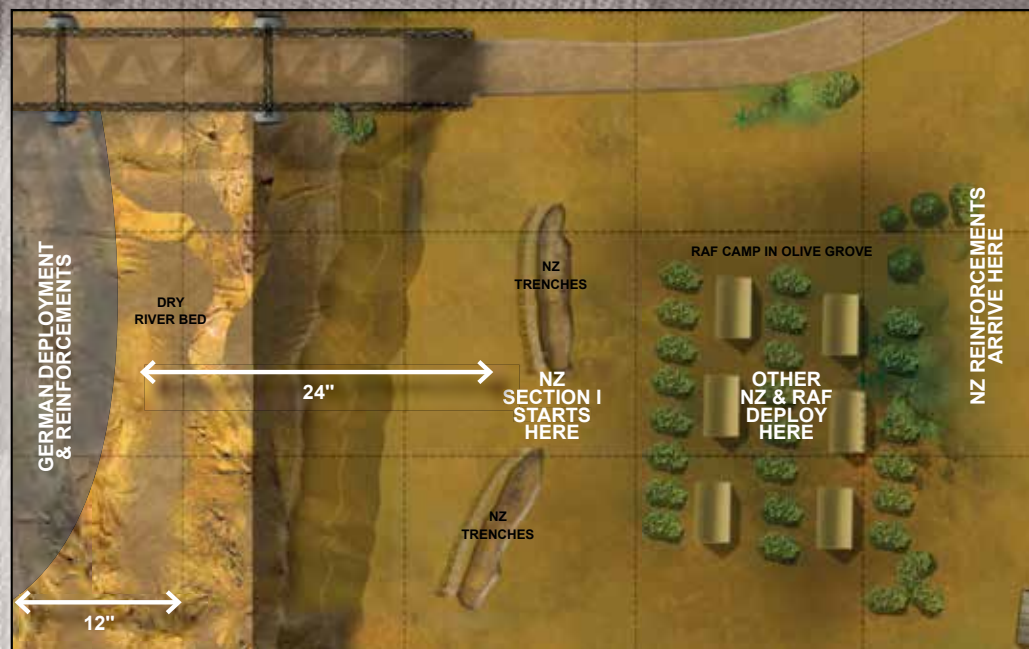 GERMAN DEPLOYMENT
& REINFORCEMENTS
DRY
RIVER BED
24"
12"
NZ
TRENCHES
NZ
SECTION I
STARTS
HERE
NZ
TRENCHES
RAF CAMP IN OLIVE GROVE
OTHER
NZ & RAF
DEPLOY
HERE
NZ REINFORCEMENTS
ARRIVE HERE